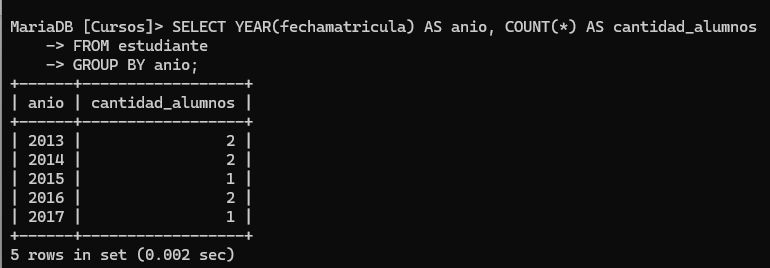 MariaDB [Cursos]> SELECT YEAR(fechamatricula) AS anio, COUNT(*) AS cantidad_alumnos
    -> FROM estudiante
    -> GROUP BY anio;
+------+------------------+
| anio | cantidad_alumnos |
+------+------------------+
| 2013 |                2 |
| 2014 |                2 |
| 2015 |                1 |
| 2016 |                2 |
| 2017 |                1 |
+------+------------------+
5 rows in set (0.002 sec)